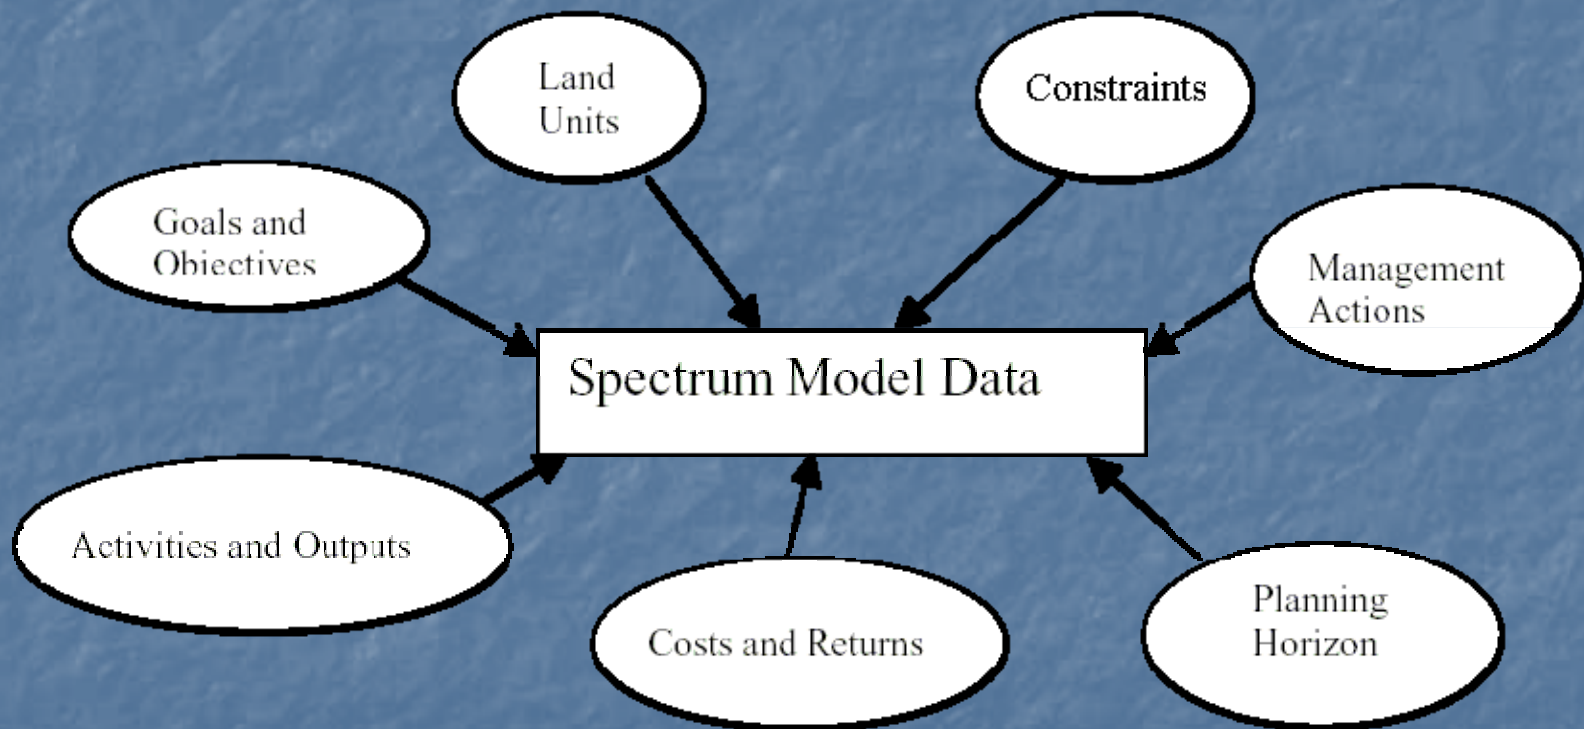 Land
Units
Constraints
Goals and
Objectives
Management
Actions
Spectrum Model Data
Activities and Outputs
Costs and Returns
Planning
Horizon